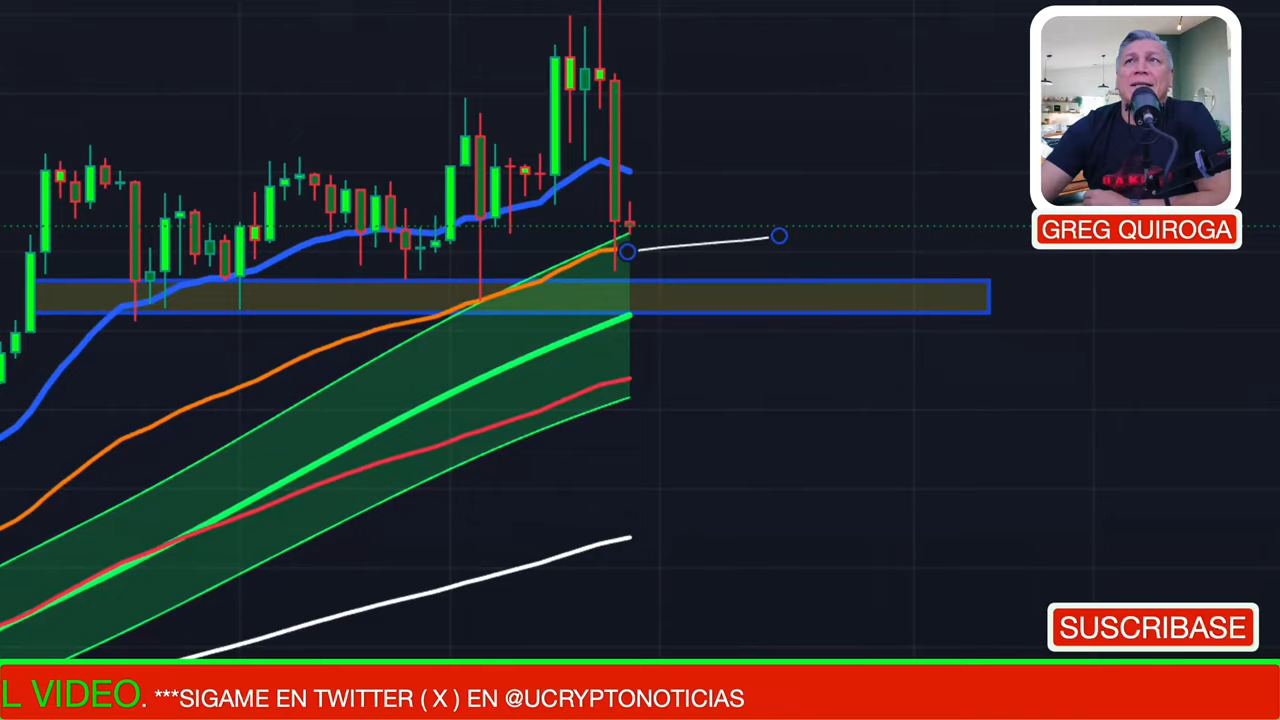 GREG QUIROGA
SUSCRIBASE
L VIDEO. ***SIGAME EN TWITTER ( X ) EN @UCRYPTONOTICIAS